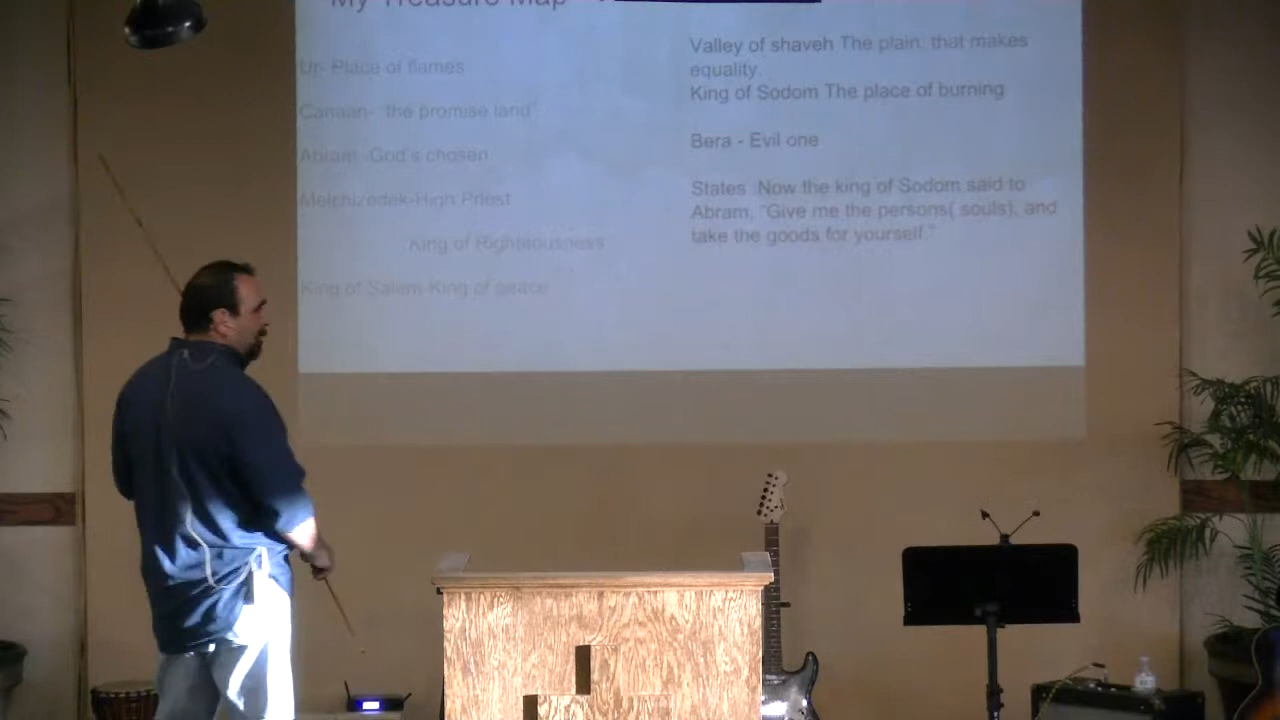 My Treasure Map
Ur- Place of flames
Canaan- "the promise land"
Abram- God's chosen
Melchizedek-High Priest
King of Rightiousness
King of Salem-King of peace
Valley of shaveh The plain: that makes
equality.
King of Sodom The place of burning
Bera - Evil one
States :Now the king of Sodom said to
Abram, "Give me the persons( souls), and
take the goods for yourself."